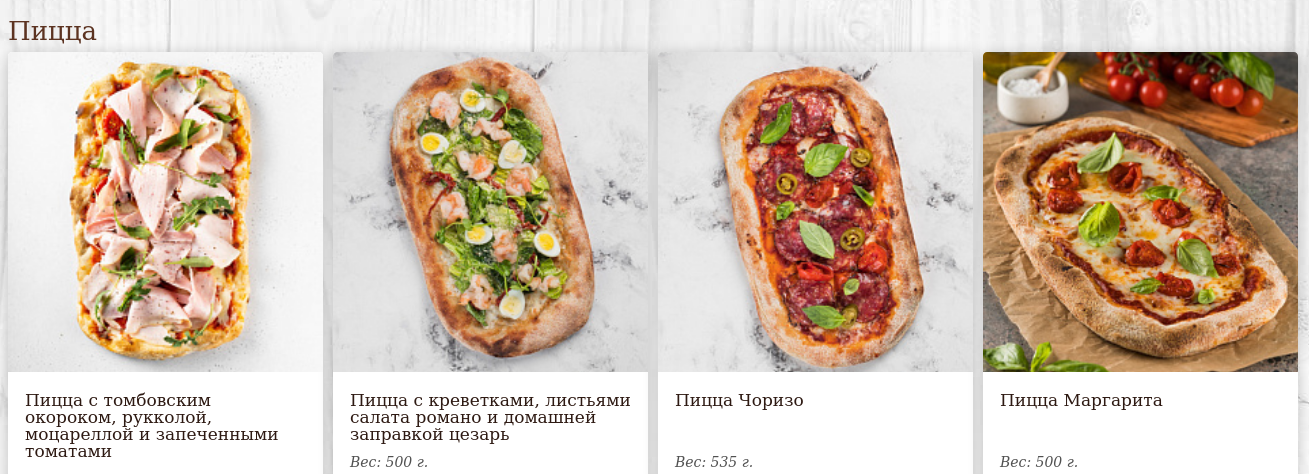 Пицца
Пицца с томбовским
окороком, рукколой,
моцареллой и запеченными
томатами
Пицца с креветками, листьями
салата романо и домашней
заправкой цезарь
Вес: 500 г.
Пицца Чоризо
Вес: 535 г.
Пицца Маргарита
Вес: 500 г.